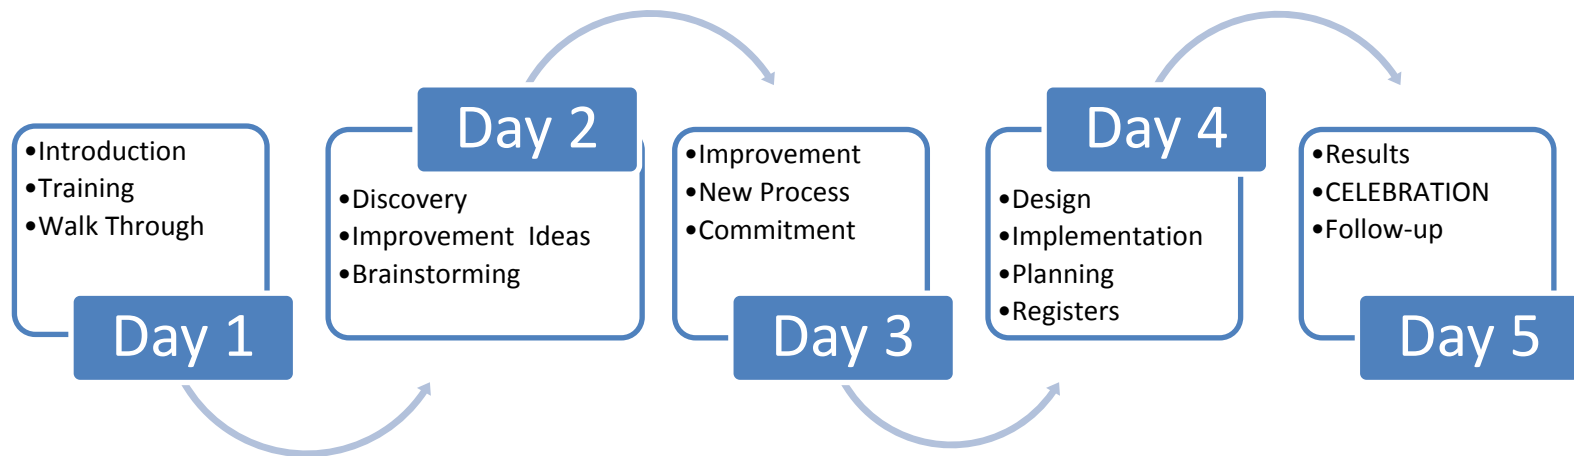 •Introduction
•Training
•Walk Through
Day 1
Day 2
•Discovery
•Improvement Ideas
•Brainstorming
•Improvement
•New Process
•Commitment
Day 3
Day 4
•Design
•Implementation
•Planning
•Registers
•Results
•CELEBRATION
•Follow-up
Day 5